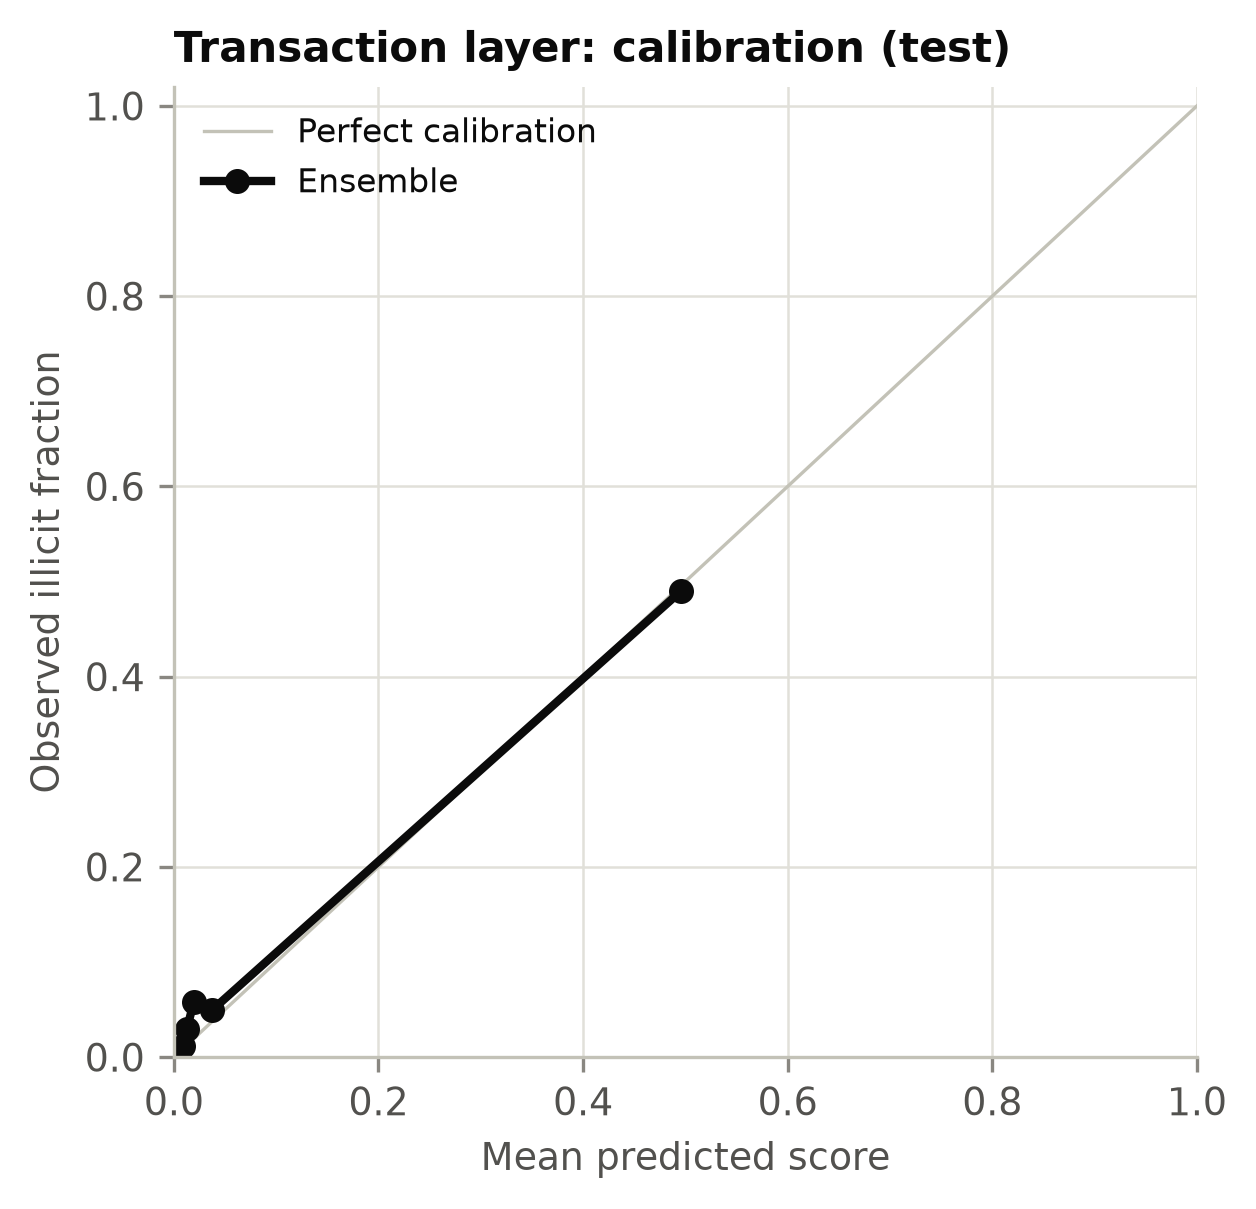 Transaction layer: calibration (test)
Perfect calibration
Ensemble
1.0
0.8
0.6
0.4
0.2
0.0
Observed illicit fraction
0.0 0.2 0.4 0.6 0.8 1.0
Mean predicted score